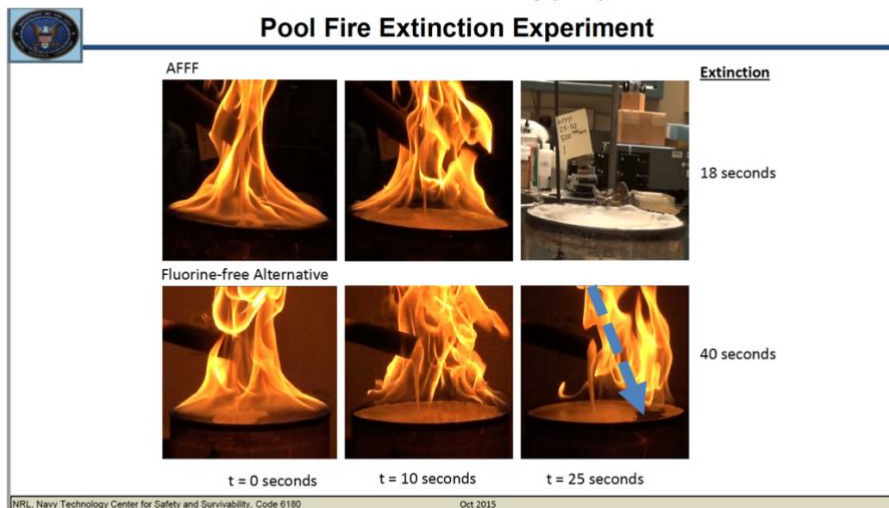 Pool Fire Extinction Experiment
AFFF
Extinction
18 seconds
Fluorine-free Alternative
40 seconds
t = 0 seconds
t = 10 seconds
t = 25 seconds
NRL, Navy Technology Center for Safety and Survivability, Code 6180
Oct 2015